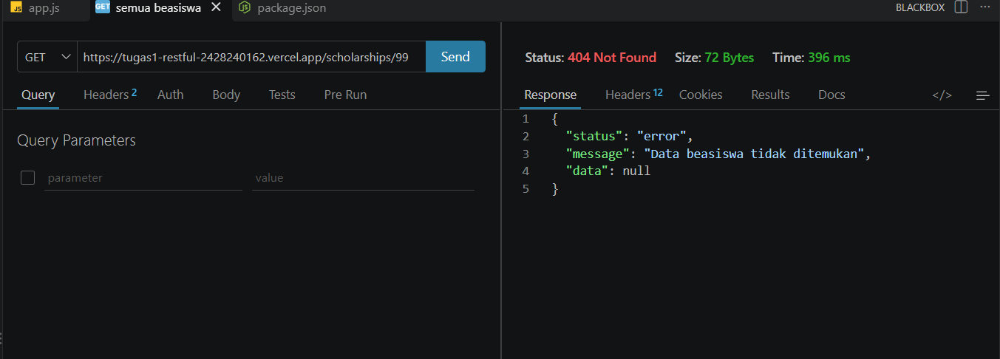 JS app.js
GET semua beasiswa
package.json
BLACKBOX
GET https://tugas1-restful-2428240162.vercel.app/scholarships/99 Send
Query Headers 2 Auth Body Tests Pre Run
Query Parameters
parameter value
Status: 404 Not Found Size: 72 Bytes Time: 396 ms
Response Headers 12 Cookies Results Docs </>
1 {
2 "status": "error",
3 "message": "Data beasiswa tidak ditemukan",
4 "data": null
5 }